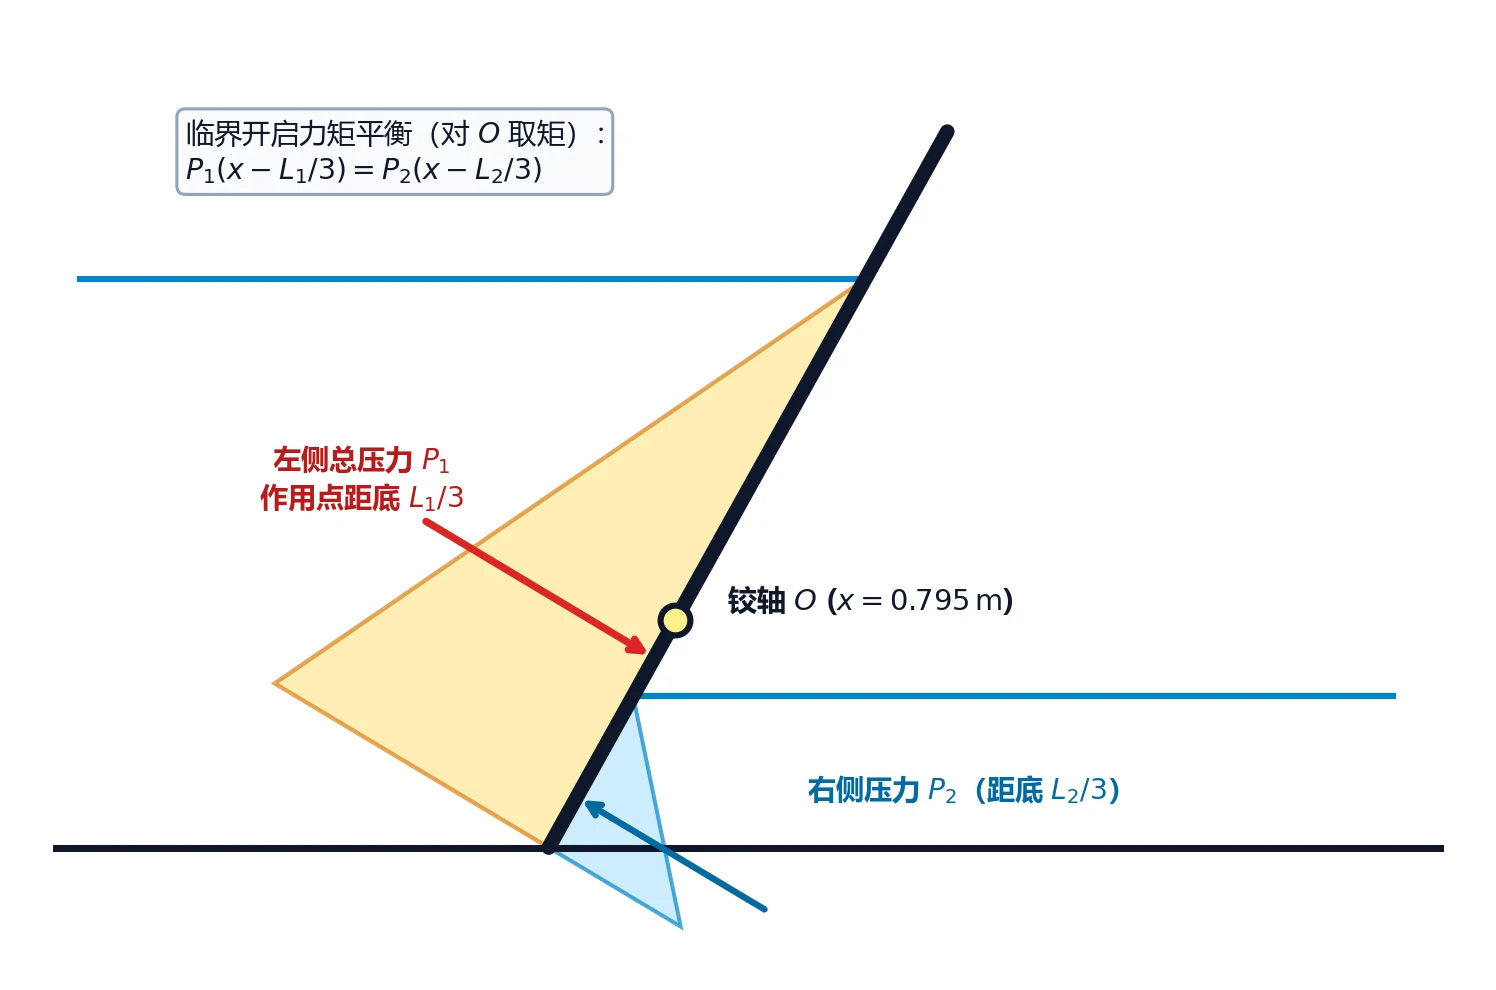 临界开启力矩平衡（对 O 取矩）:
P₁(x − L₁/3) = P₂(x − L₂/3)
左侧总压力 P₁
作用点距底 L₁/3
铰轴 O (x = 0.795 m)
右侧压力 P₂（距底 L₂/3）